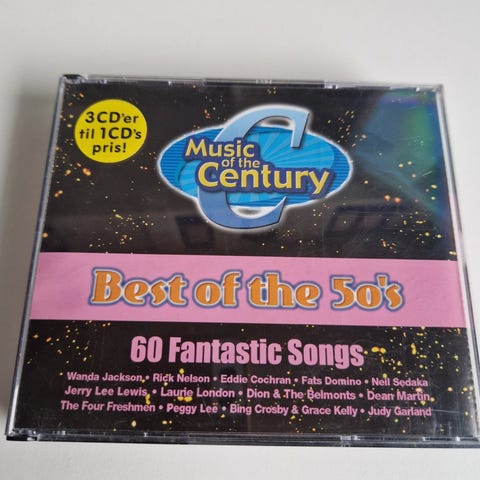 3CD'er
til 1CD's
pris!
C
Music
of the
Century
Best of the 50's
60 Fantastic Songs
Wanda Jackson • Rick Nelson • Eddie Cochran • Fats Domino • Neil Sedaka
Jerry Lee Lewis • Laurie London • Dion & The Belmonts • Dean Martin
The Four Freshmen • Peggy Lee • Bing Crosby & Grace Kelly • Judy Garland